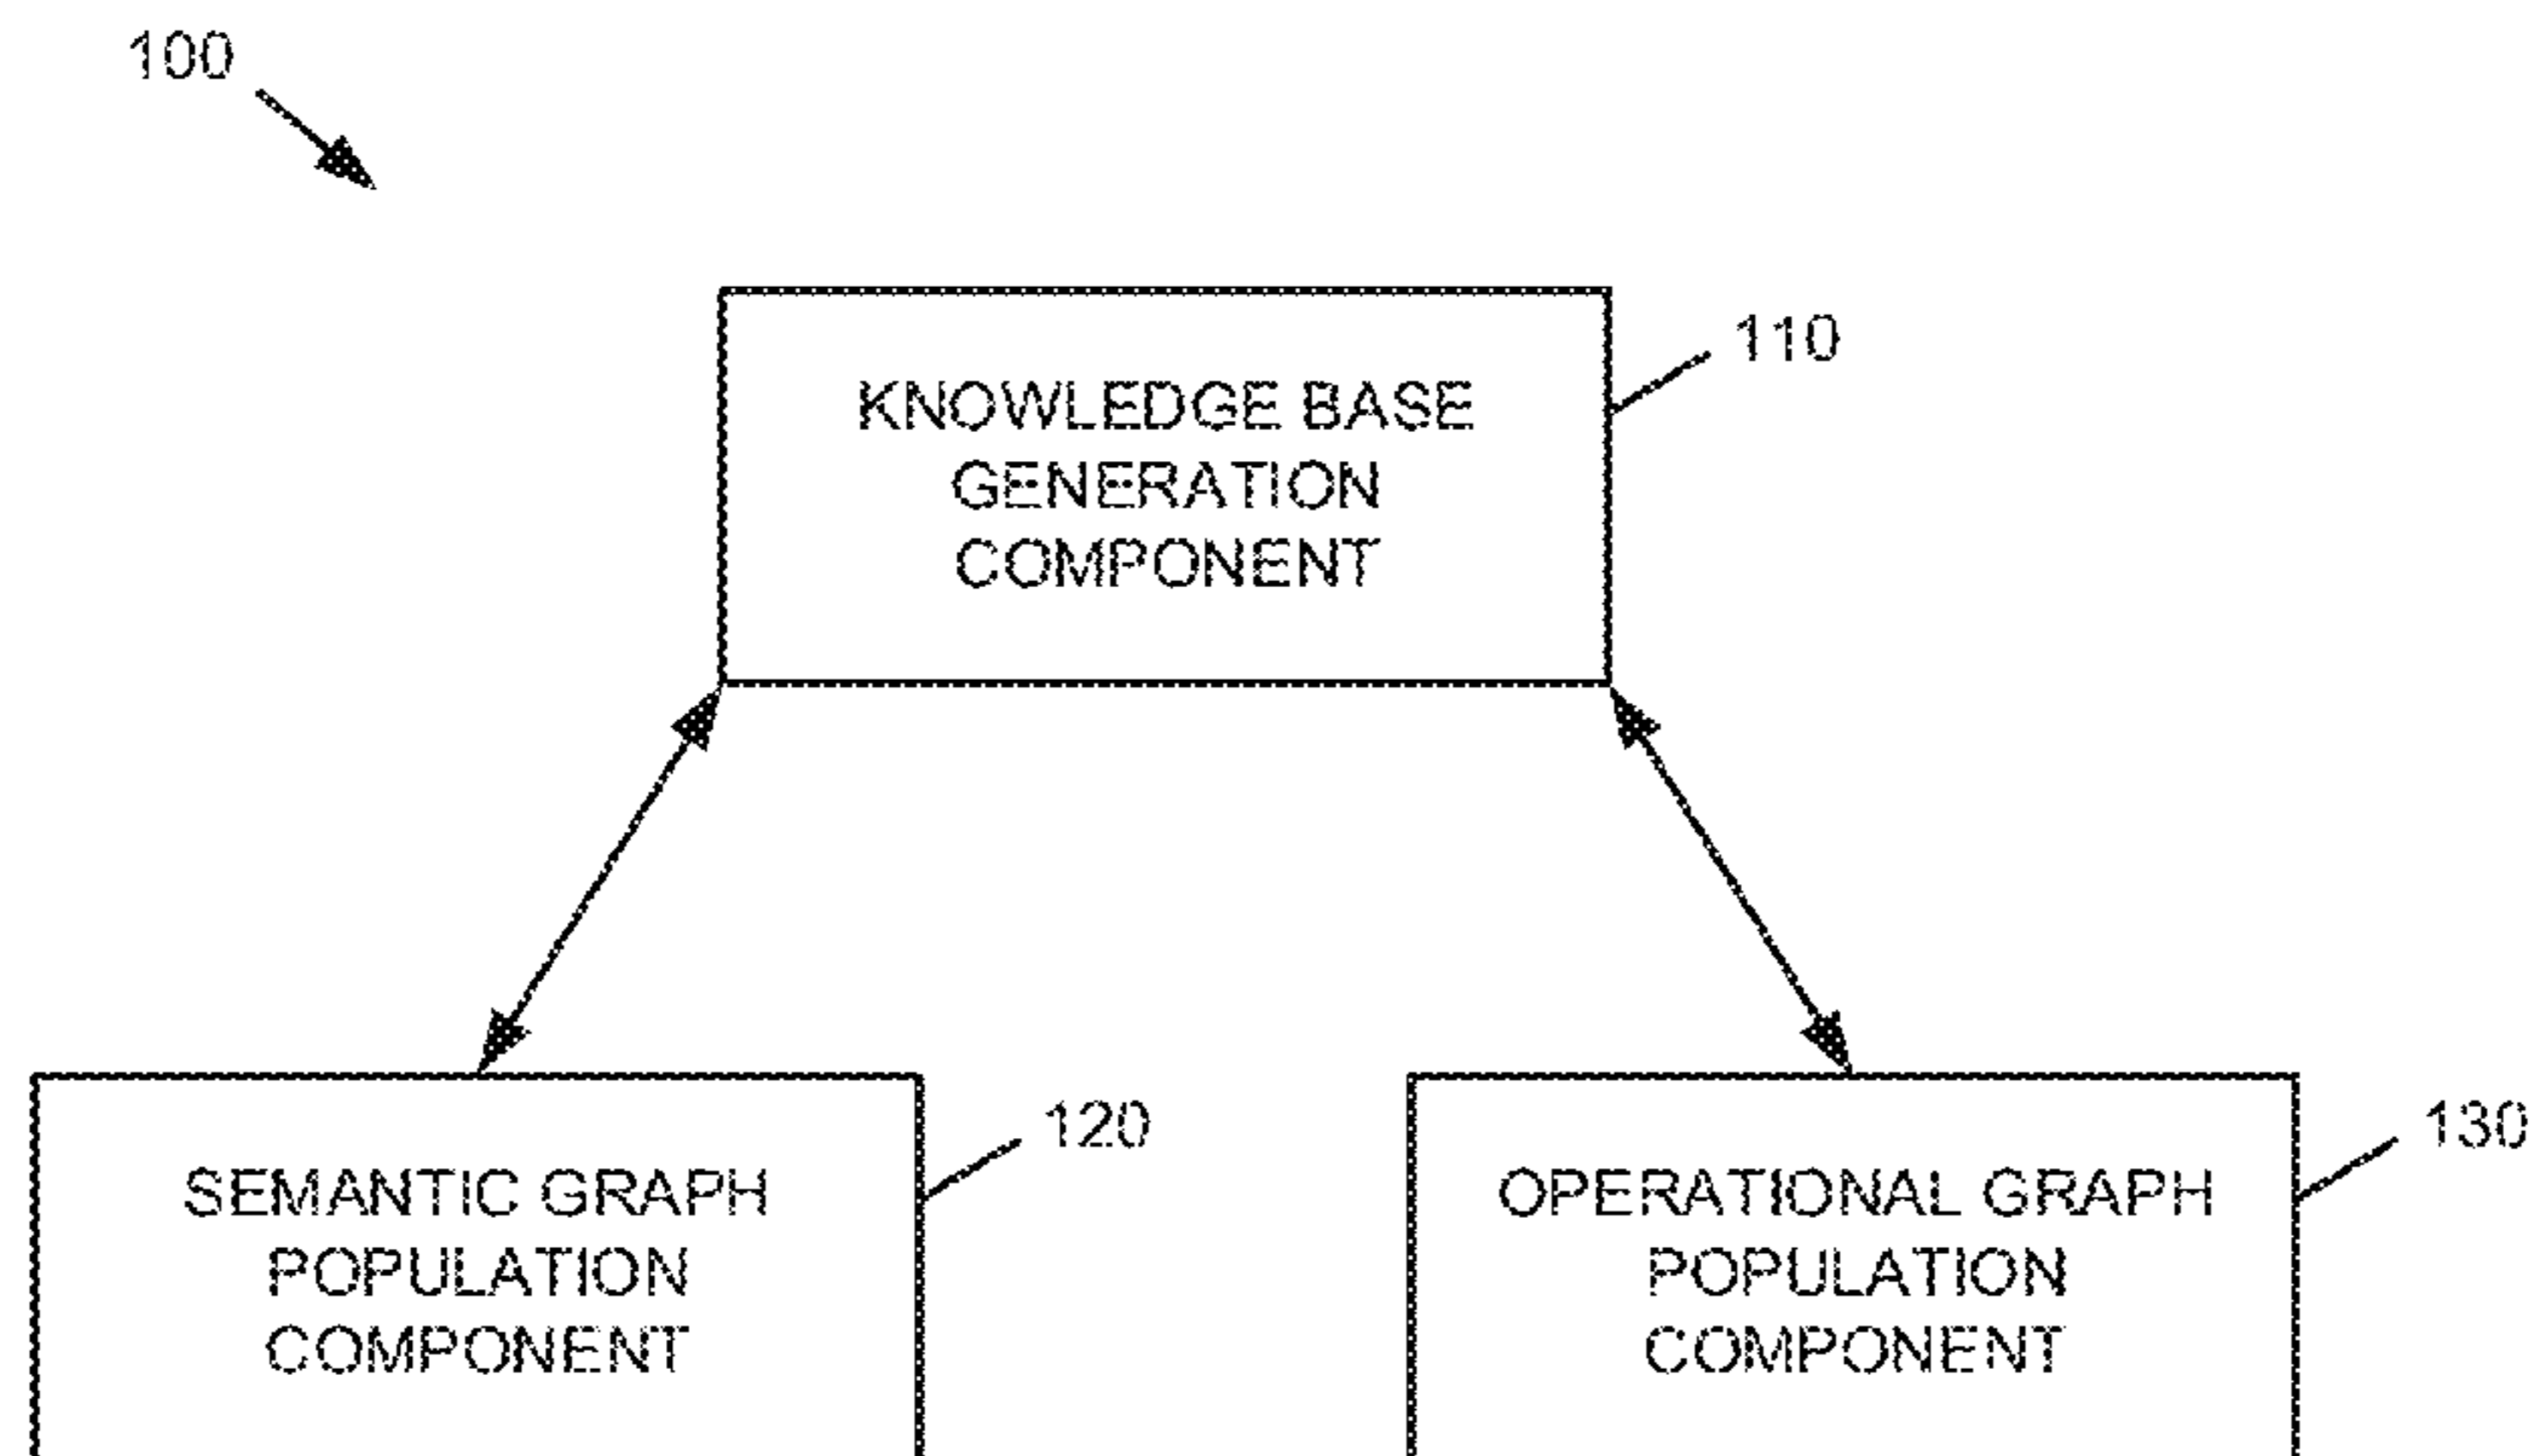 100
110
KNOWLEDGE BASE
GENERATION
COMPONENT
120
SEMANTIC GRAPH
POPULATION
COMPONENT
130
OPERATIONAL GRAPH
POPULATION
COMPONENT